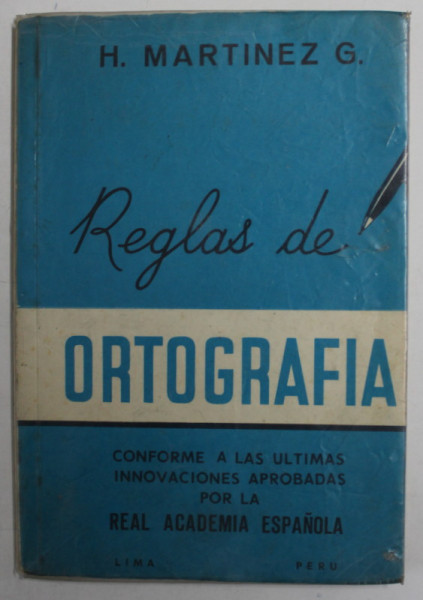 H. MARTINEZ G.
Reglas de
ORTOGRAFIA
CONFORME A LAS ULTIMAS
INNOVACIONES APROBADAS
POR LA
REAL ACADEMIA ESPAÑOLA
LIMA PERU